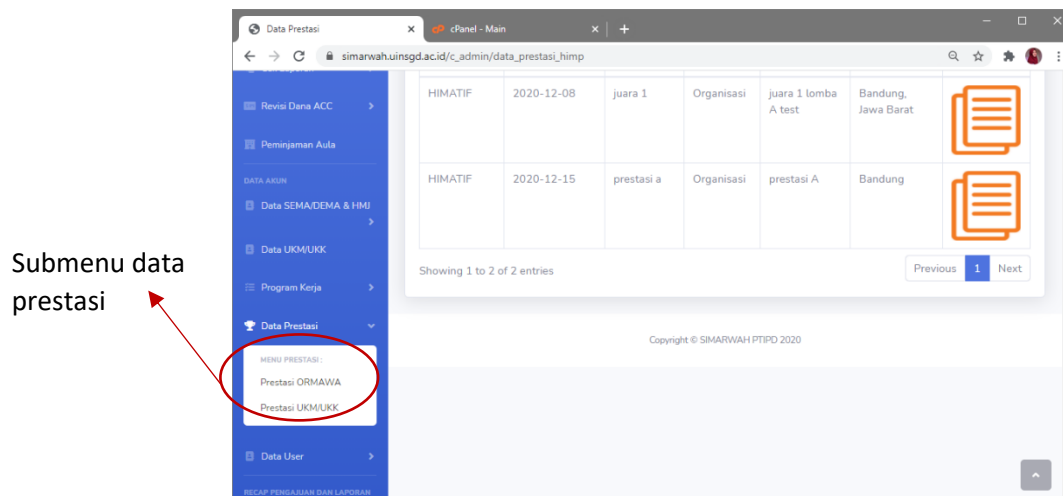 Data Prestasi
cPanel - Main
simarwah.uinsgd.ac.id/c_admin/data_prestasi_himp
Revisi Dana ACC
Peminjaman Aula
DATA AKUN
Data SEMA/DEMA & HMJ
Data UKM/UKK
Program Kerja
Data Prestasi
MENU PRESTASI :
Prestasi ORMAWA
Prestasi UKM/UKK
Data User
RECAP PENGAJUAN DAN LAPORAN
HIMATIF 2020-12-08 juara 1 Organisasi juara 1 lomba Bandung,
A test Jawa Barat
HIMATIF 2020-12-15 prestasi a Organisasi prestasi A Bandung
Showing 1 to 2 of 2 entries
Previous 1 Next
Copyright © SIMARWAH PTIPD 2020
Submenu data
prestasi